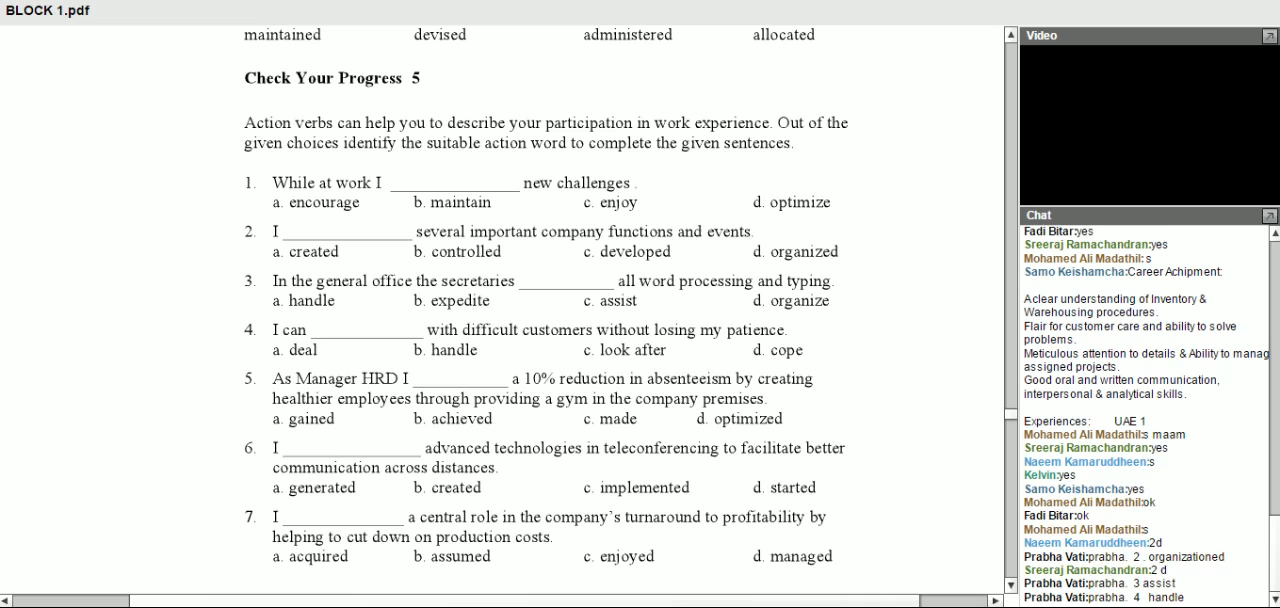 BLOCK 1.pdf
maintained devised administered allocated
Check Your Progress 5
Action verbs can help you to describe your participation in work experience. Out of the
given choices identify the suitable action word to complete the given sentences.
1. While at work I ______________ new challenges .
a. encourage b. maintain c. enjoy d. optimize
2. I ______________ several important company functions and events.
a. created b. controlled c. developed d. organized
3. In the general office the secretaries __________ all word processing and typing.
a. handle b. expedite c. assist d. organize
4. I can ____________ with difficult customers without losing my patience.
a. deal b. handle c. look after d. cope
5. As Manager HRD I __________ a 10% reduction in absenteeism by creating
healthier employees through providing a gym in the company premises.
a. gained b. achieved c. made d. optimized
6. I _______________ advanced technologies in teleconferencing to facilitate better
communication across distances.
a. generated b. created c. implemented d. started
7. I _____________ a central role in the company’s turnaround to profitability by
helping to cut down on production costs.
a. acquired b. assumed c. enjoyed d. managed
Video
Chat
Fadi Bitar:yes
Sreeraj Ramachandran:yes
Mohamed Ali Madathil: s
Samo Keishamcha:Career Achipment:
Aclear understanding of Inventory &
Warehousing procedures.
Flair for customer care and ability to solve
problems.
Meticulous attention to details & Ability to manag
assigned projects.
Good oral and written communication,
interpersonal & analytical skills.
Experiences: UAE 1
Mohamed Ali Madathil:s maam
Sreeraj Ramachandran:yes
Naeem Kamaruddheen:s
Kelvin:yes
Samo Keishamcha:yes
Mohamed Ali Madathil:ok
Fadi Bitar:ok
Mohamed Ali Madathil:s
Naeem Kamaruddheen:2d
Prabha Vati:prabha. 2 . organizationed
Sreeraj Ramachandran:2 d
Prabha Vati:prabha. 3 assist
Prabha Vati:prabha. 4 handle